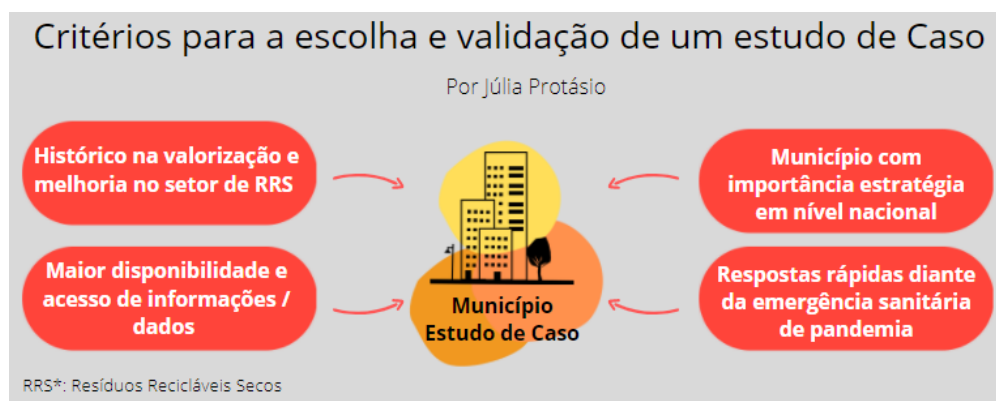 Critérios para a escolha e validação de um estudo de Caso
Por Júlia Protásio
Histórico na valorização e
melhoria no setor de RRS
Maior disponibilidade e
acesso de informações /
dados
Município
Estudo de Caso
Município com
importância estratégia
em nível nacional
Respostas rápidas diante
da emergência sanitária
de pandemia
RRS*: Resíduos Recicláveis Secos